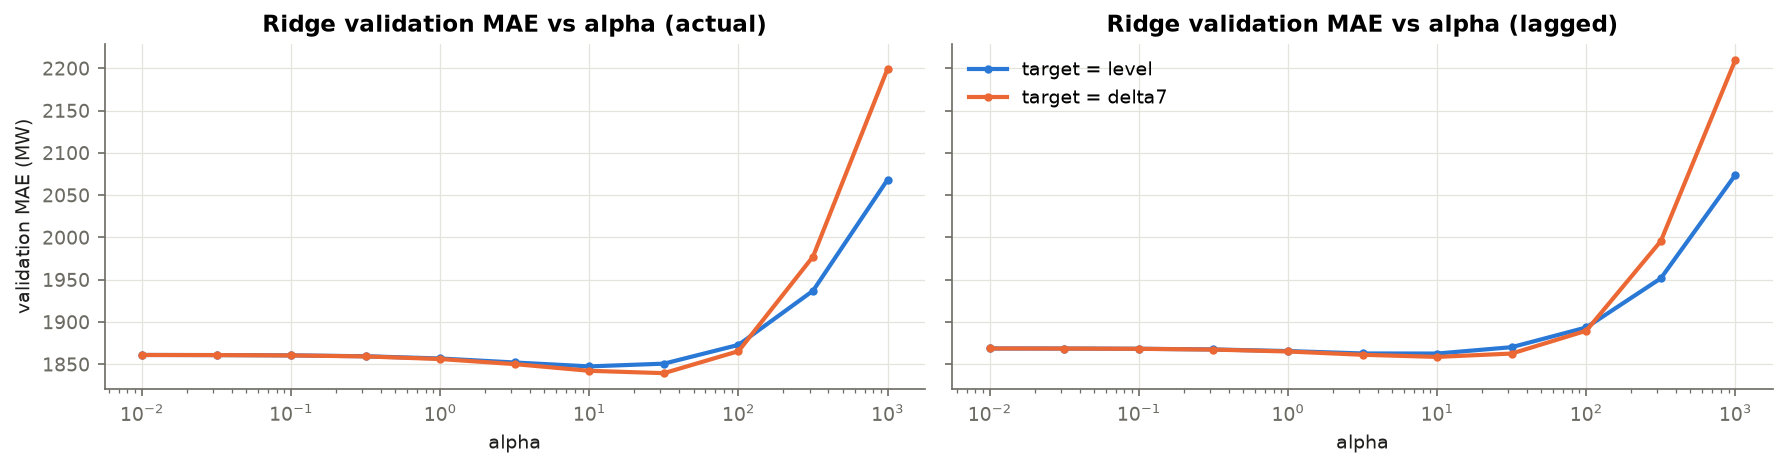 Ridge validation MAE vs alpha (actual)
validation MAE (MW)
2200
2150
2100
2050
2000
1950
1900
1850
10⁻²
10⁻¹
10⁰
10¹
10²
10³
alpha
Ridge validation MAE vs alpha (lagged)
target = level
target = delta7
10⁻²
10⁻¹
10⁰
10¹
10²
10³
alpha